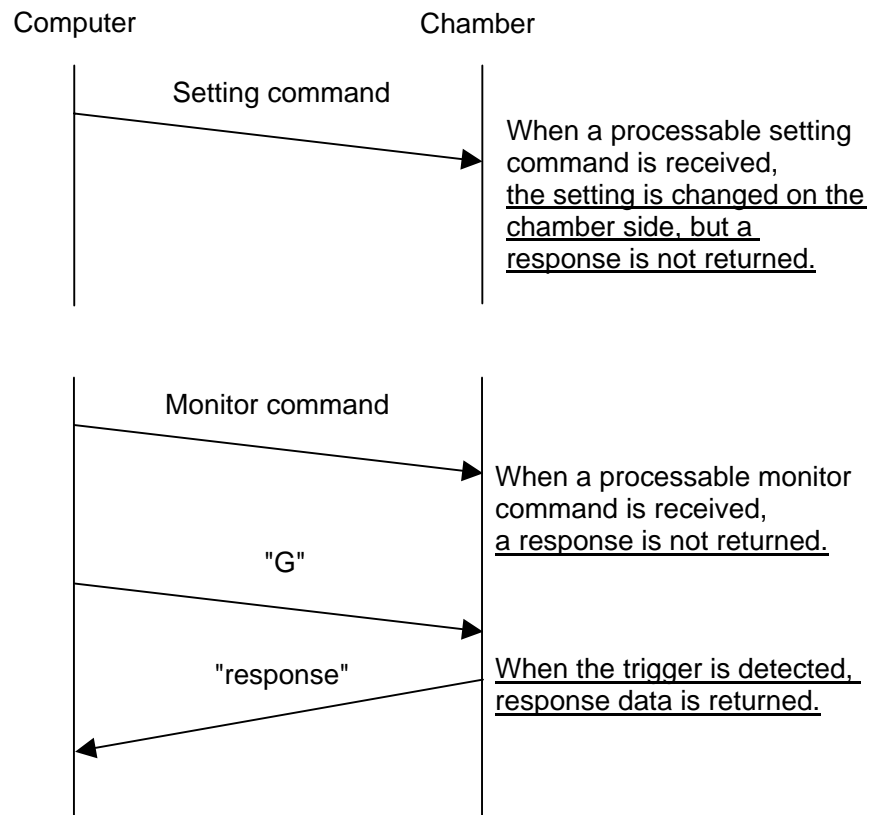 Computer
Chamber
Setting command
When a processable setting
command is received,
the setting is changed on the
chamber side, but a
response is not returned.
Monitor command
When a processable monitor
command is received,
a response is not returned.
"G"
"response"
When the trigger is detected,
response data is returned.